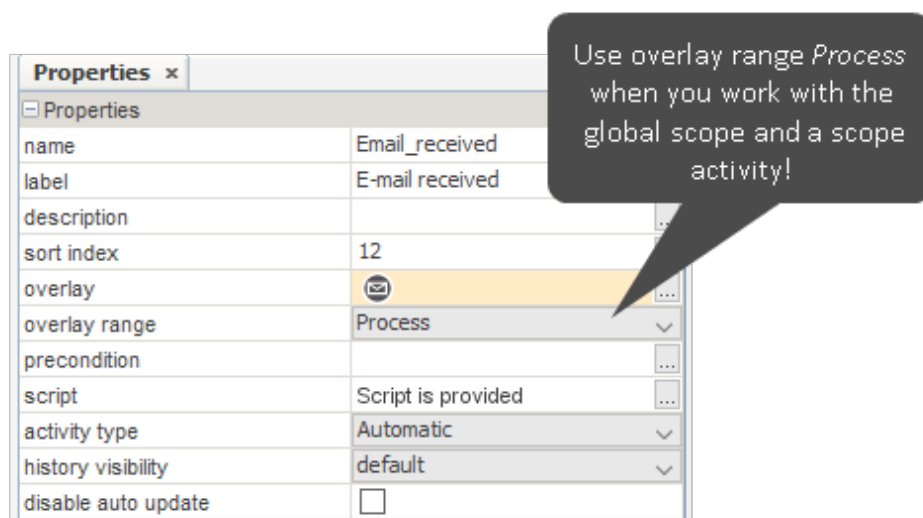 Use overlay range Process
when you work with the
global scope and a scope
activity!
Properties ×
Properties
name Email_received
label E-mail received
description ...
sort index 12
overlay ...
overlay range Process
precondition ...
script Script is provided ...
activity type Automatic
history visibility default
disable auto update